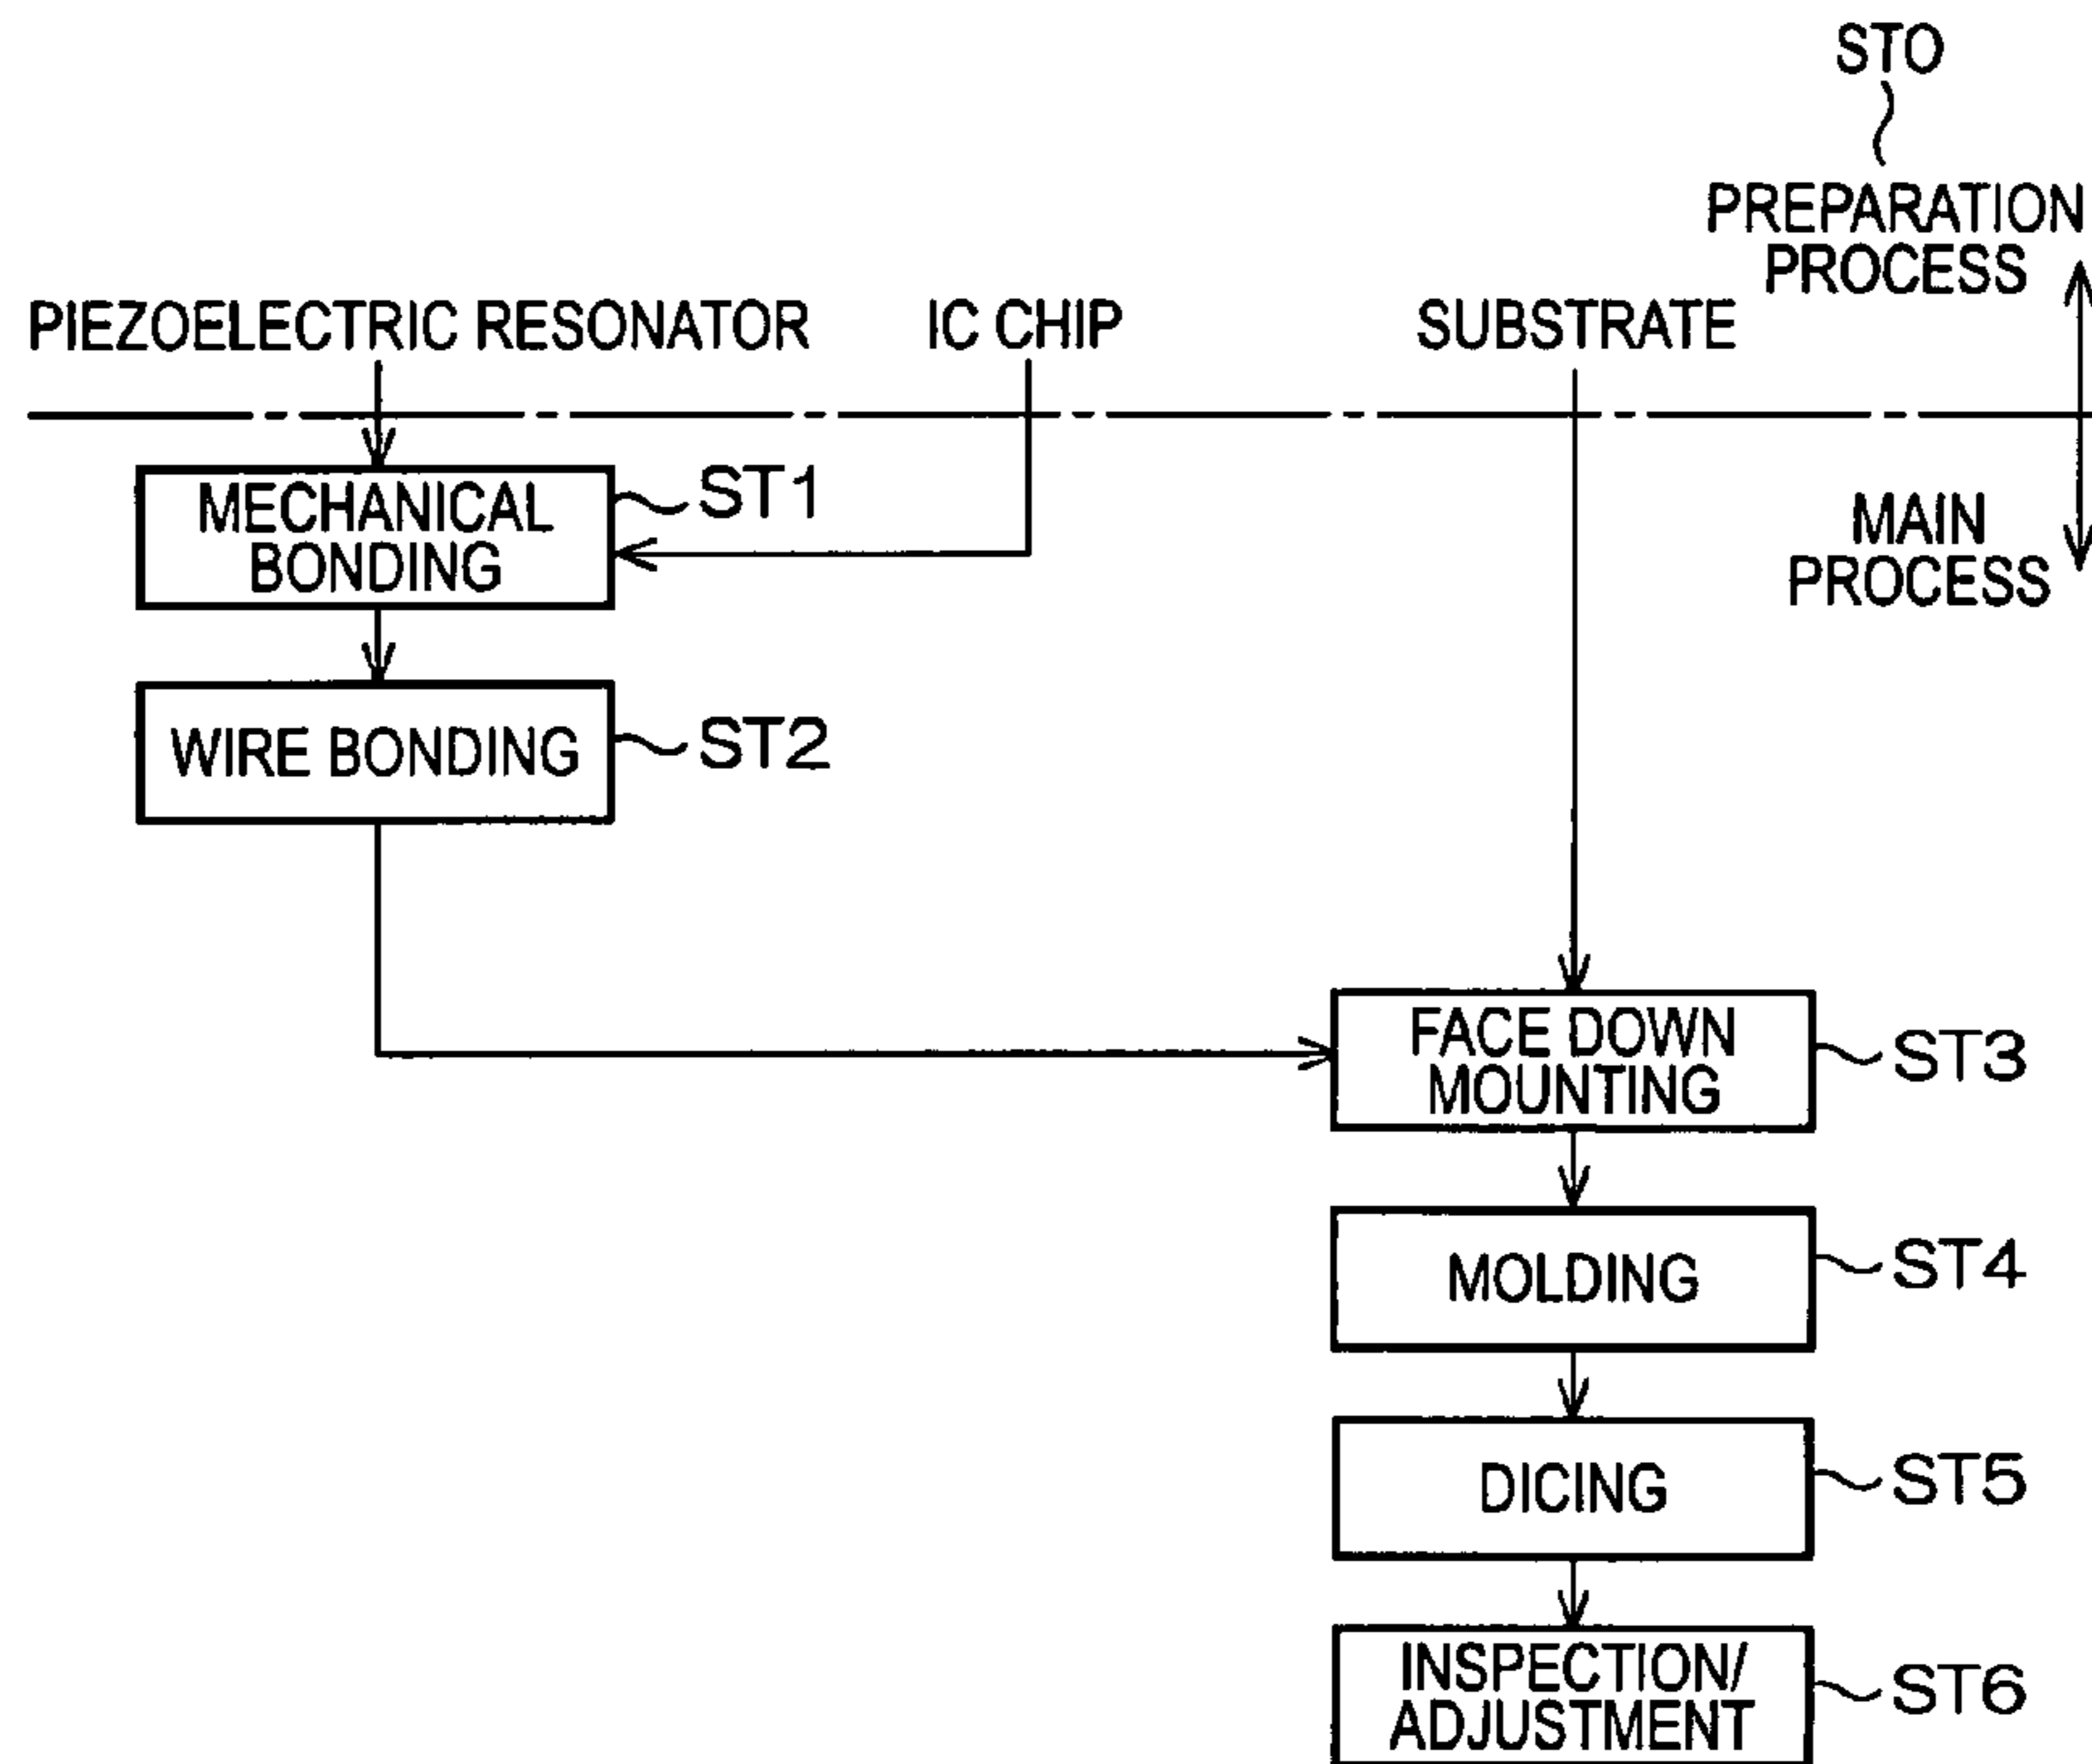 STO
PREPARATION
PROCESS
PIEZOELECTRIC RESONATOR
IC CHIP
SUBSTRATE
MECHANICAL
BONDING
ST1
MAIN
PROCESS
WIRE BONDING
ST2
FACE DOWN
MOUNTING
ST3
MOLDING
ST4
DICING
ST5
INSPECTION/
ADJUSTMENT
ST6